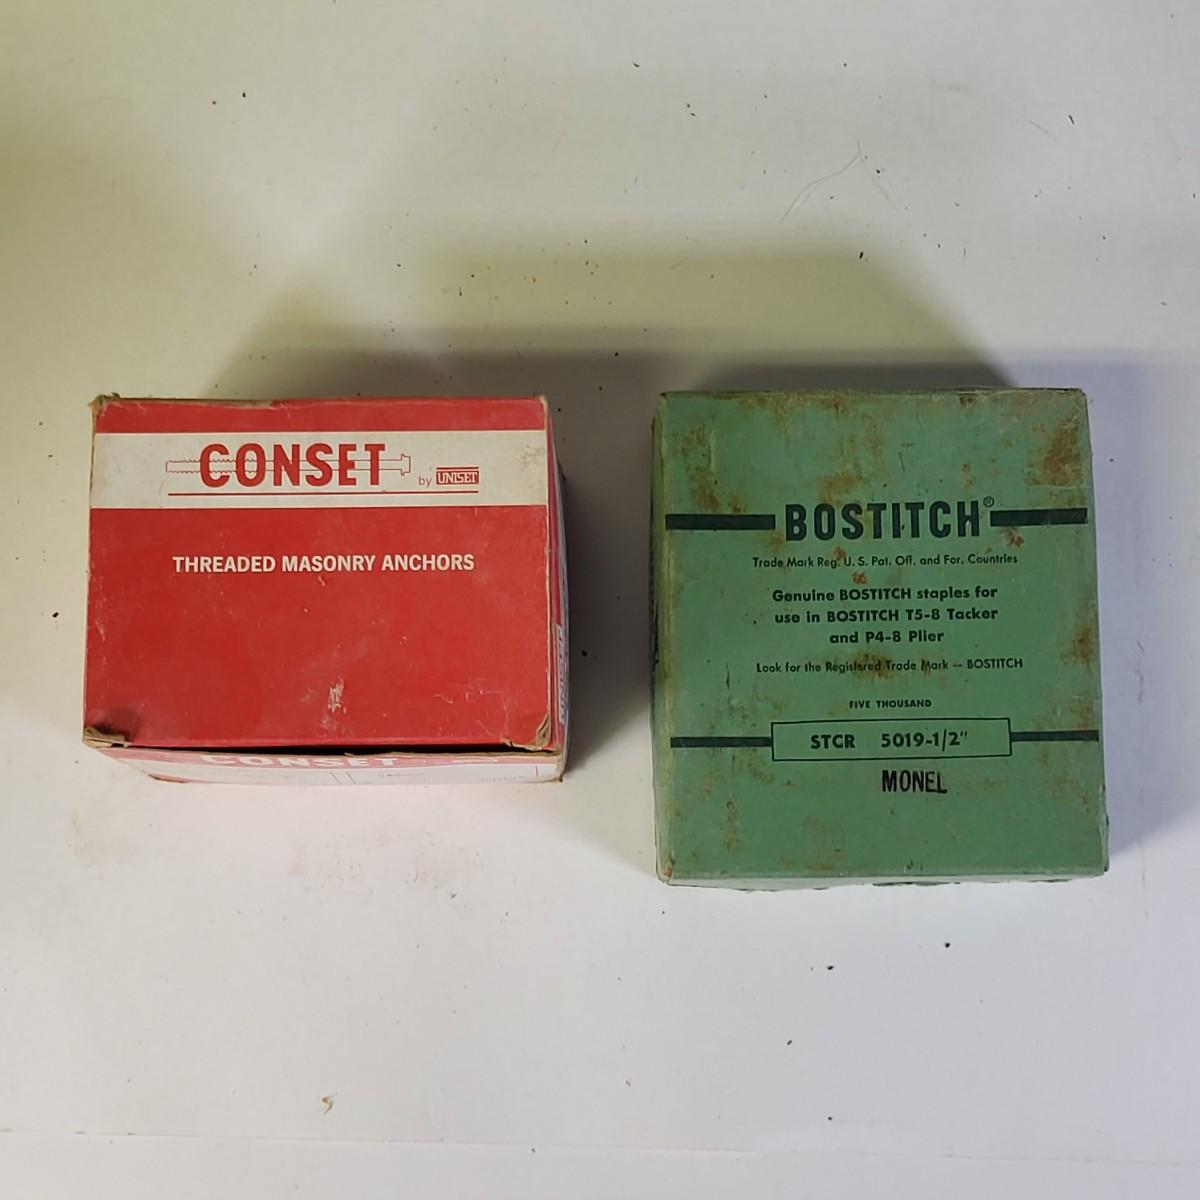 CONSET
by UNISET
THREADED MASONRY ANCHORS
CONSET
BOSTITCH®
Trade Mark Reg. U. S. Pat. Off. and For. Countries
Genuine BOSTITCH staples for
use in BOSTITCH T5-8 Tacker
and P4-8 Plier
Look for the Registered Trade Mark — BOSTITCH
FIVE THOUSAND
STCR 5019-1/2"
MONEL